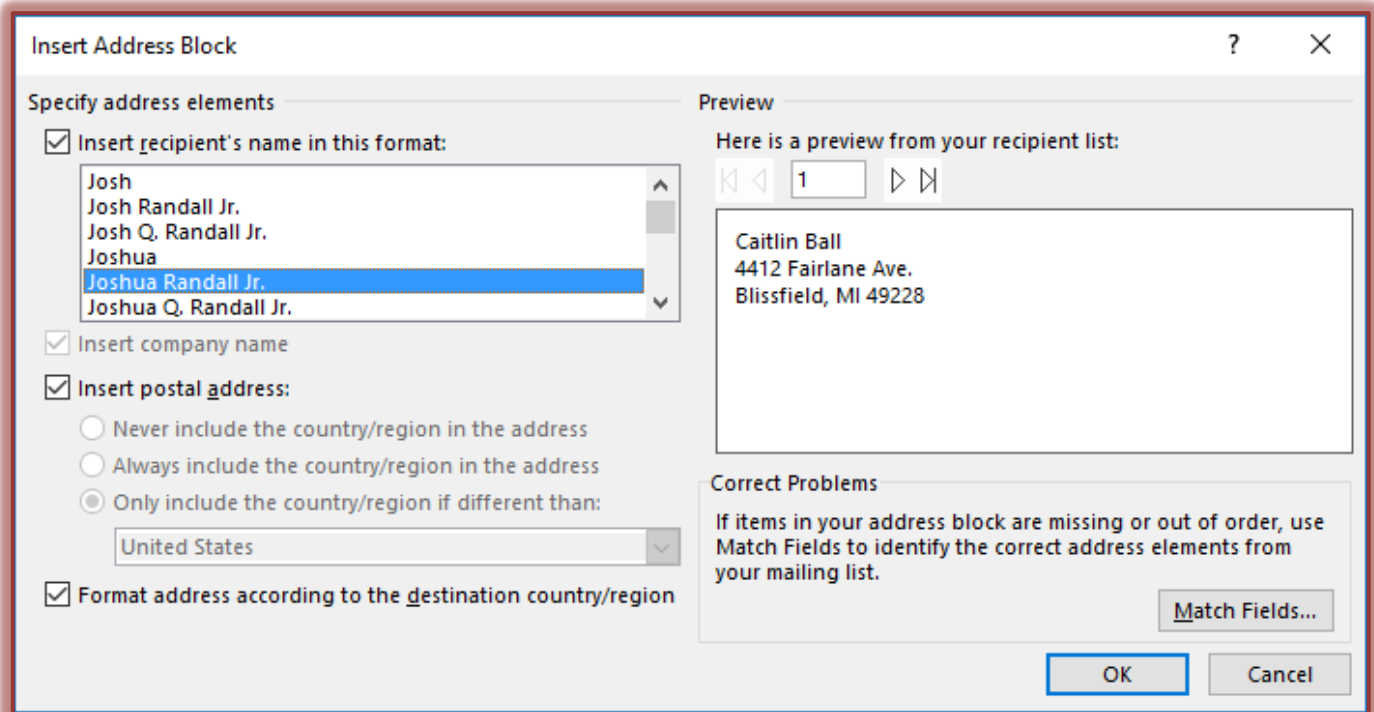 Insert Address Block
?
Specify address elements
Insert recipient's name in this format:
Josh
Josh Randall Jr.
Josh Q. Randall Jr.
Joshua
Joshua Randall Jr.
Joshua Q. Randall Jr.
Insert company name
Insert postal address:
Never include the country/region in the address
Always include the country/region in the address
Only include the country/region if different than:
United States
Format address according to the destination country/region
Preview
Here is a preview from your recipient list:
1
Caitlin Ball
4412 Fairlane Ave.
Blissfield, MI 49228
Correct Problems
If items in your address block are missing or out of order, use
Match Fields to identify the correct address elements from
your mailing list.
Match Fields...
OK
Cancel